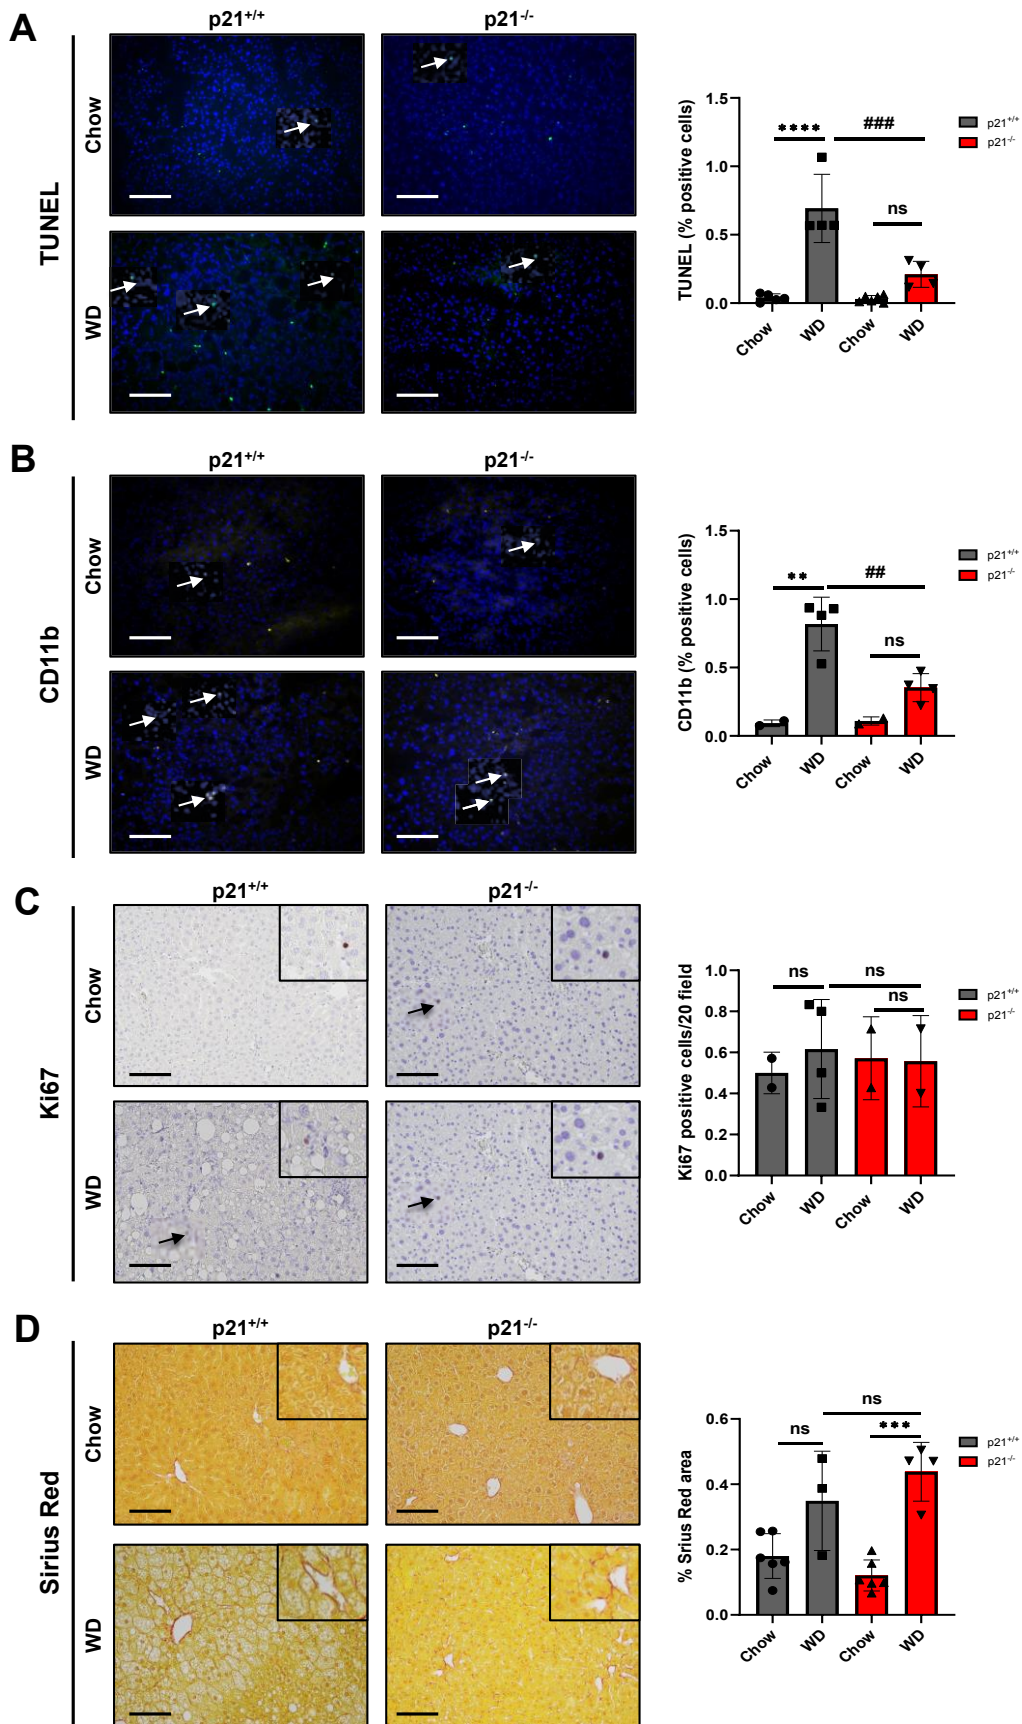 A
p21+/+
p21-/-
TUNEL
Chow
WD
TUNEL (% positive cells)
1.5
1.0
0.5
0.0
****
###
ns
Chow
WD
Chow
WD
p21+/+
p21-/-
B
p21+/+
p21-/-
CD11b
Chow
WD
CD11b (% positive cells)
1.5
1.0
0.5
0.0
**
##
ns
Chow
WD
Chow
WD
p21+/+
p21-/-
C
p21+/+
p21-/-
Ki67
Chow
WD
Ki67 positive cells/20 field
1.0
0.8
0.6
0.4
0.2
0.0
ns
ns
ns
Chow
WD
Chow
WD
p21+/+
p21-/-
D
p21+/+
p21-/-
Sirius Red
Chow
WD
% Srius Red area
0.6
0.4
0.2
0.0
ns
ns
***
Chow
WD
Chow
WD
p21+/+
p21-/-